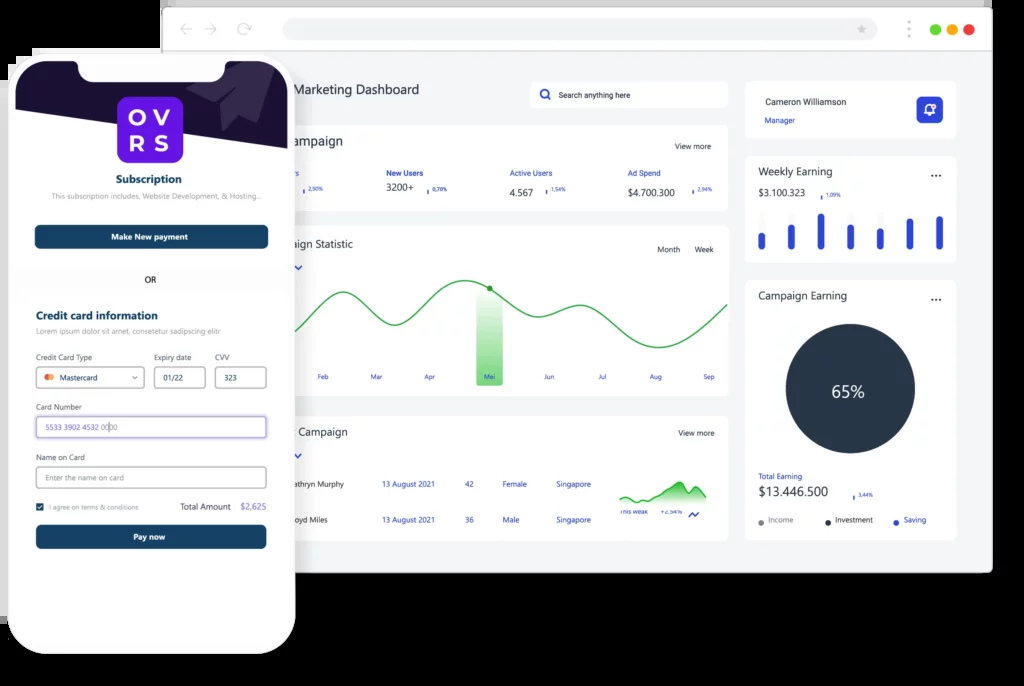 OV
RS
Subscription
This subscription includes, Website Development, & Hosting...
Make New payment
OR
Credit card information
Lorem ipsum dolor sit amet, consetetur sadipscing elitr
Credit Card Type
Expiry date
CVV
Mastercard
01/22
323
Card Number
5533 3902 4532 0000
Name on Card
Enter the name on card
I agree on terms & conditions
Total Amount $2,625
Pay now
Marketing Dashboard
Search anything here
Cameron Williamson
Manager
ampaign
View more
rs
2,90%
New Users
3200+
0,70%
Active Users
4.567
1,54%
Ad Spend
$4.700.300
2,94%
Weekly Earning
...
$3.100.323
1,09%
aign Statistic
Month Week
Feb Mar Apr Mei Jun Jul Aug Sep
Campaign Earning
...
65%
Total Earning
$13.446.500
3,44%
Income Investment Saving
t Campaign
View more
athryn Murphy 13 August 2021 42 Female Singapore
oyd Miles 13 August 2021 36 Male Singapore
This weak +2.54%